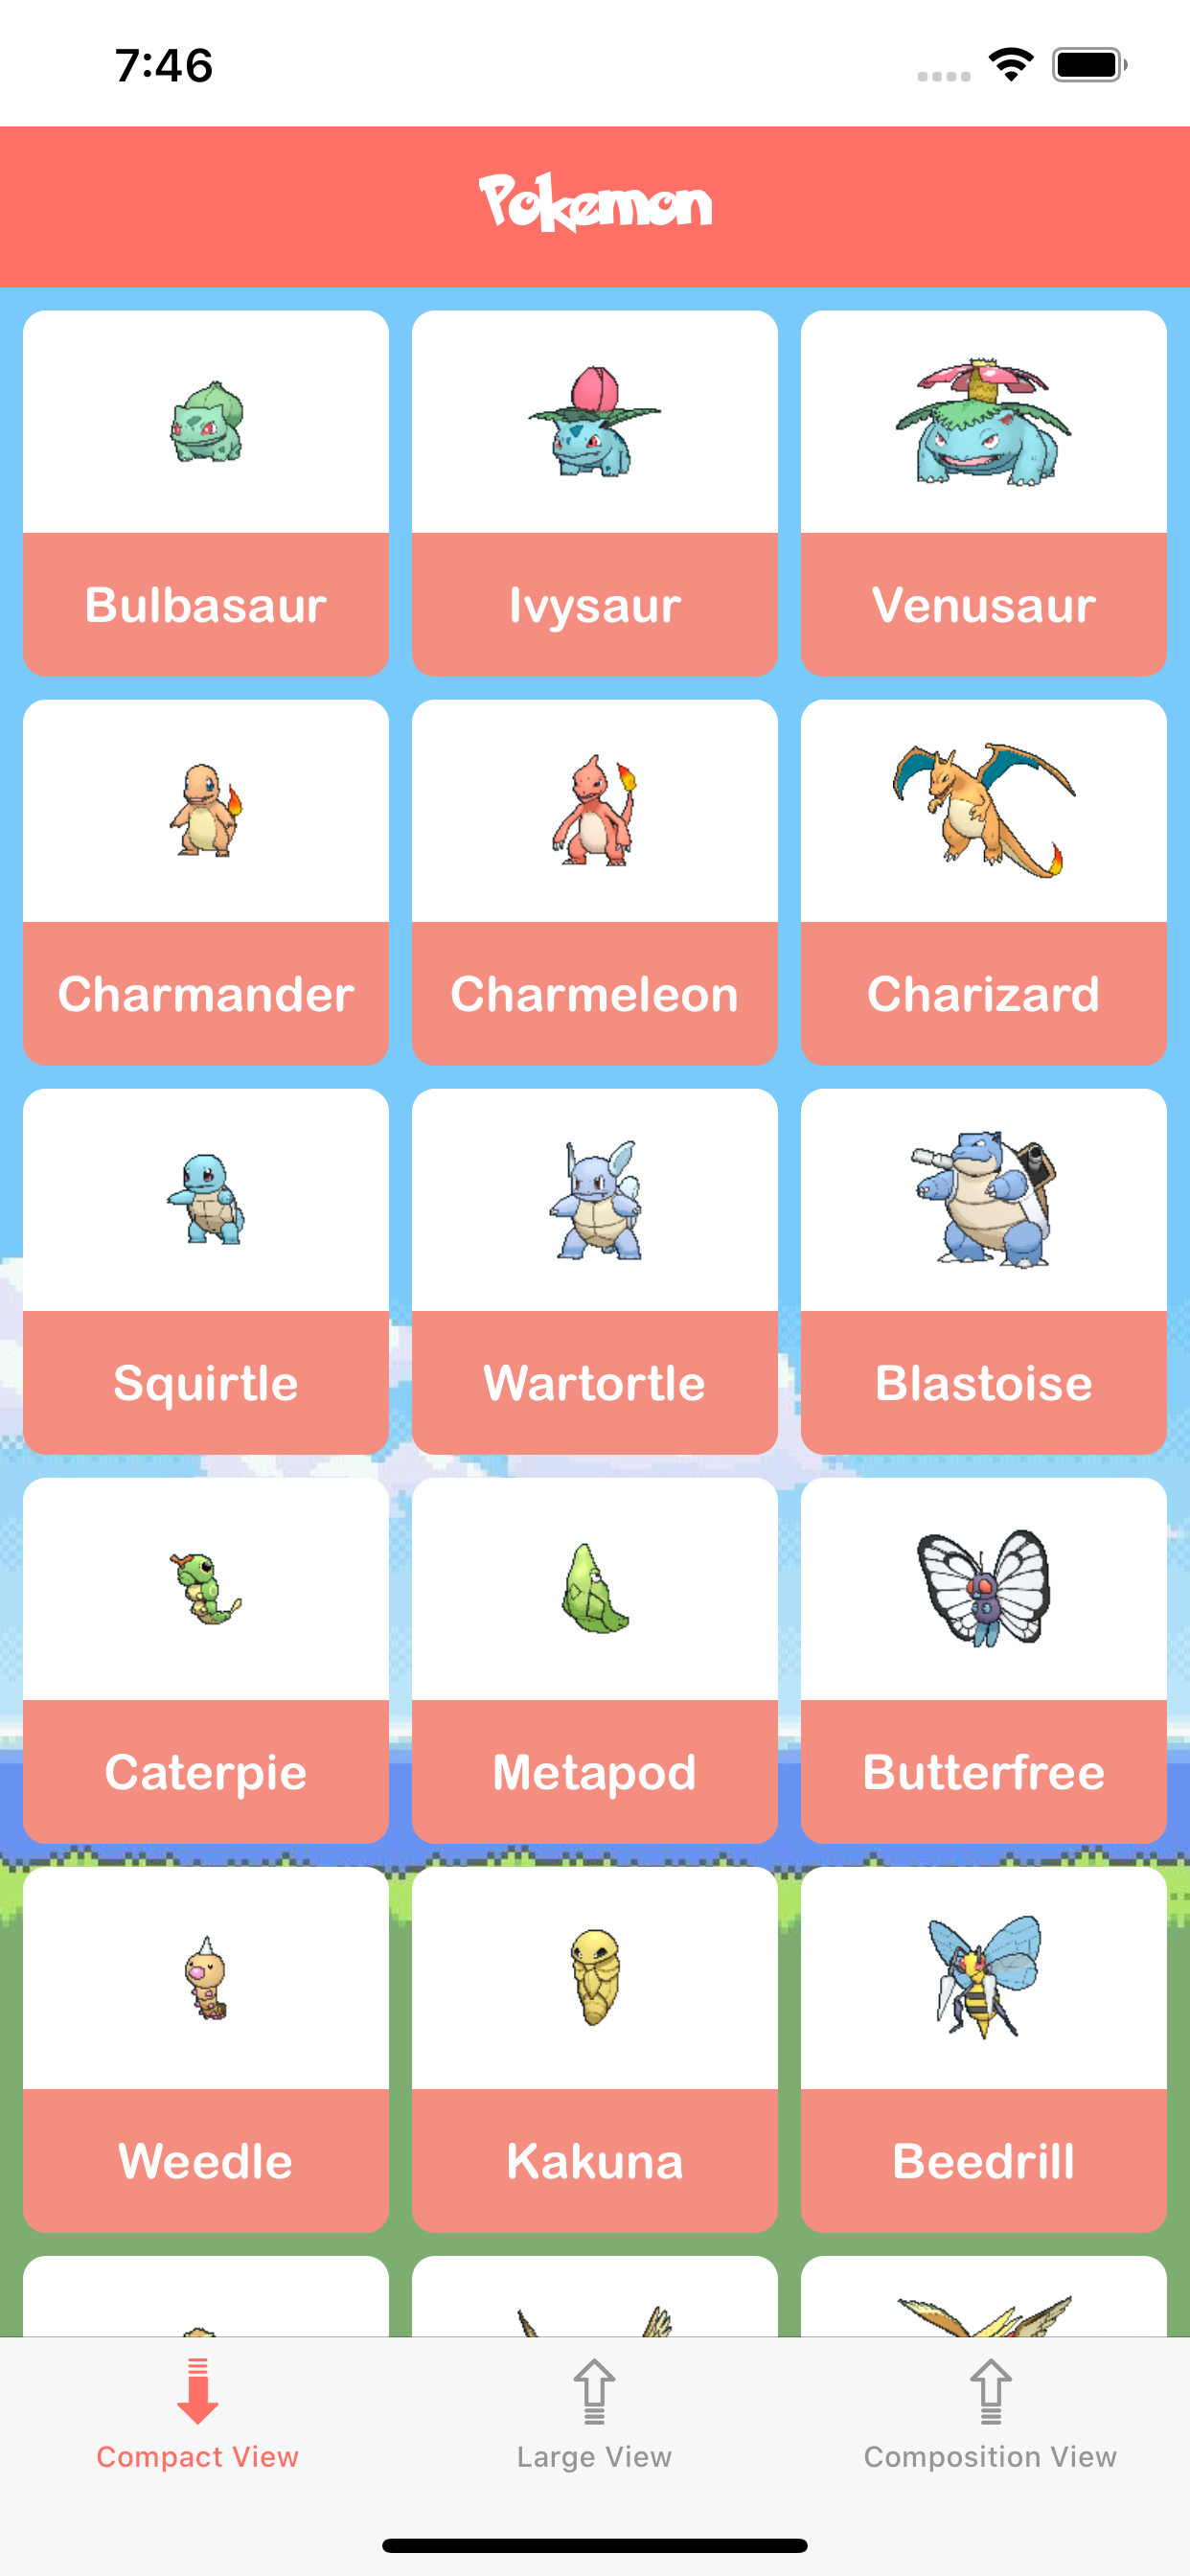 7:46
Pokemon
Bulbasaur
Ivysaur
Venusaur
Charmander
Charmeleon
Charizard
Squirtle
Wartortle
Blastoise
Caterpie
Metapod
Butterfree
Weedle
Kakuna
Beedrill
Compact View
Large View
Composition View